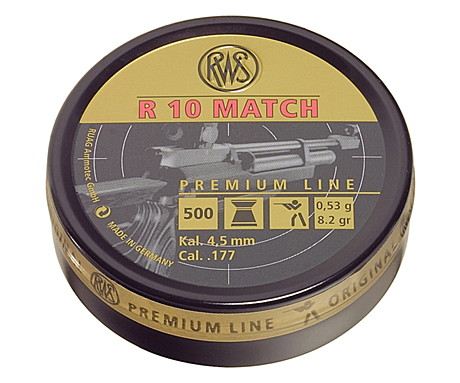 RWS
R 10 MATCH
PREMIUM LINE
500
0,53 g
8.2 gr
Kal. 4,5 mm
Cal. .177
RUAG Ammotec GmbH
MADE IN GERMANY
RWS
PREMIUM LINE
ORIGINAL